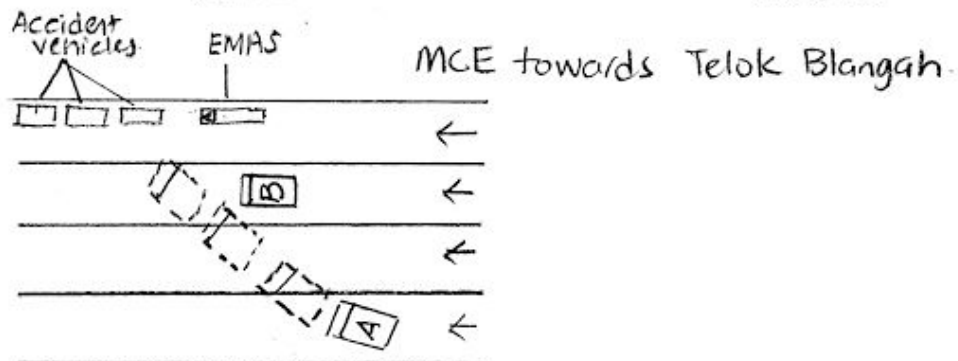 Accident
vehicles
EMAS
MCE towards Telok Blangah.
B
A